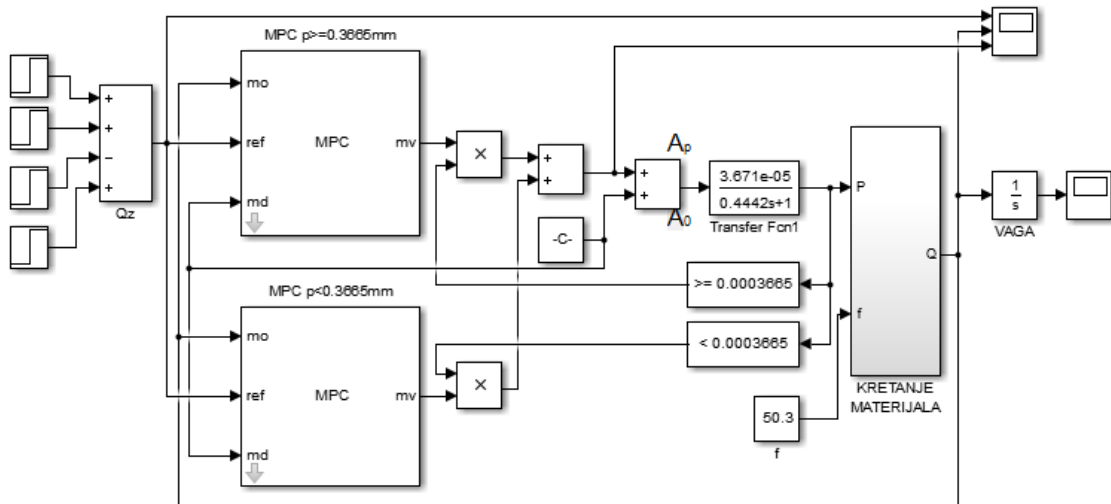 MPC p>=0.3665mm
mo
ref
md
MPC
mv
+
+
−
+
Qz
×
+
+
Ap
+
+
A0
3.671e-05
0.4442s+1
Transfer Fcn1
-C-
P
Q
f
KRETANJE
MATERIJALA
1
s
VAGA
>= 0.0003665
< 0.0003665
MPC p<0.3665mm
mo
ref
md
MPC
mv
×
50.3
f